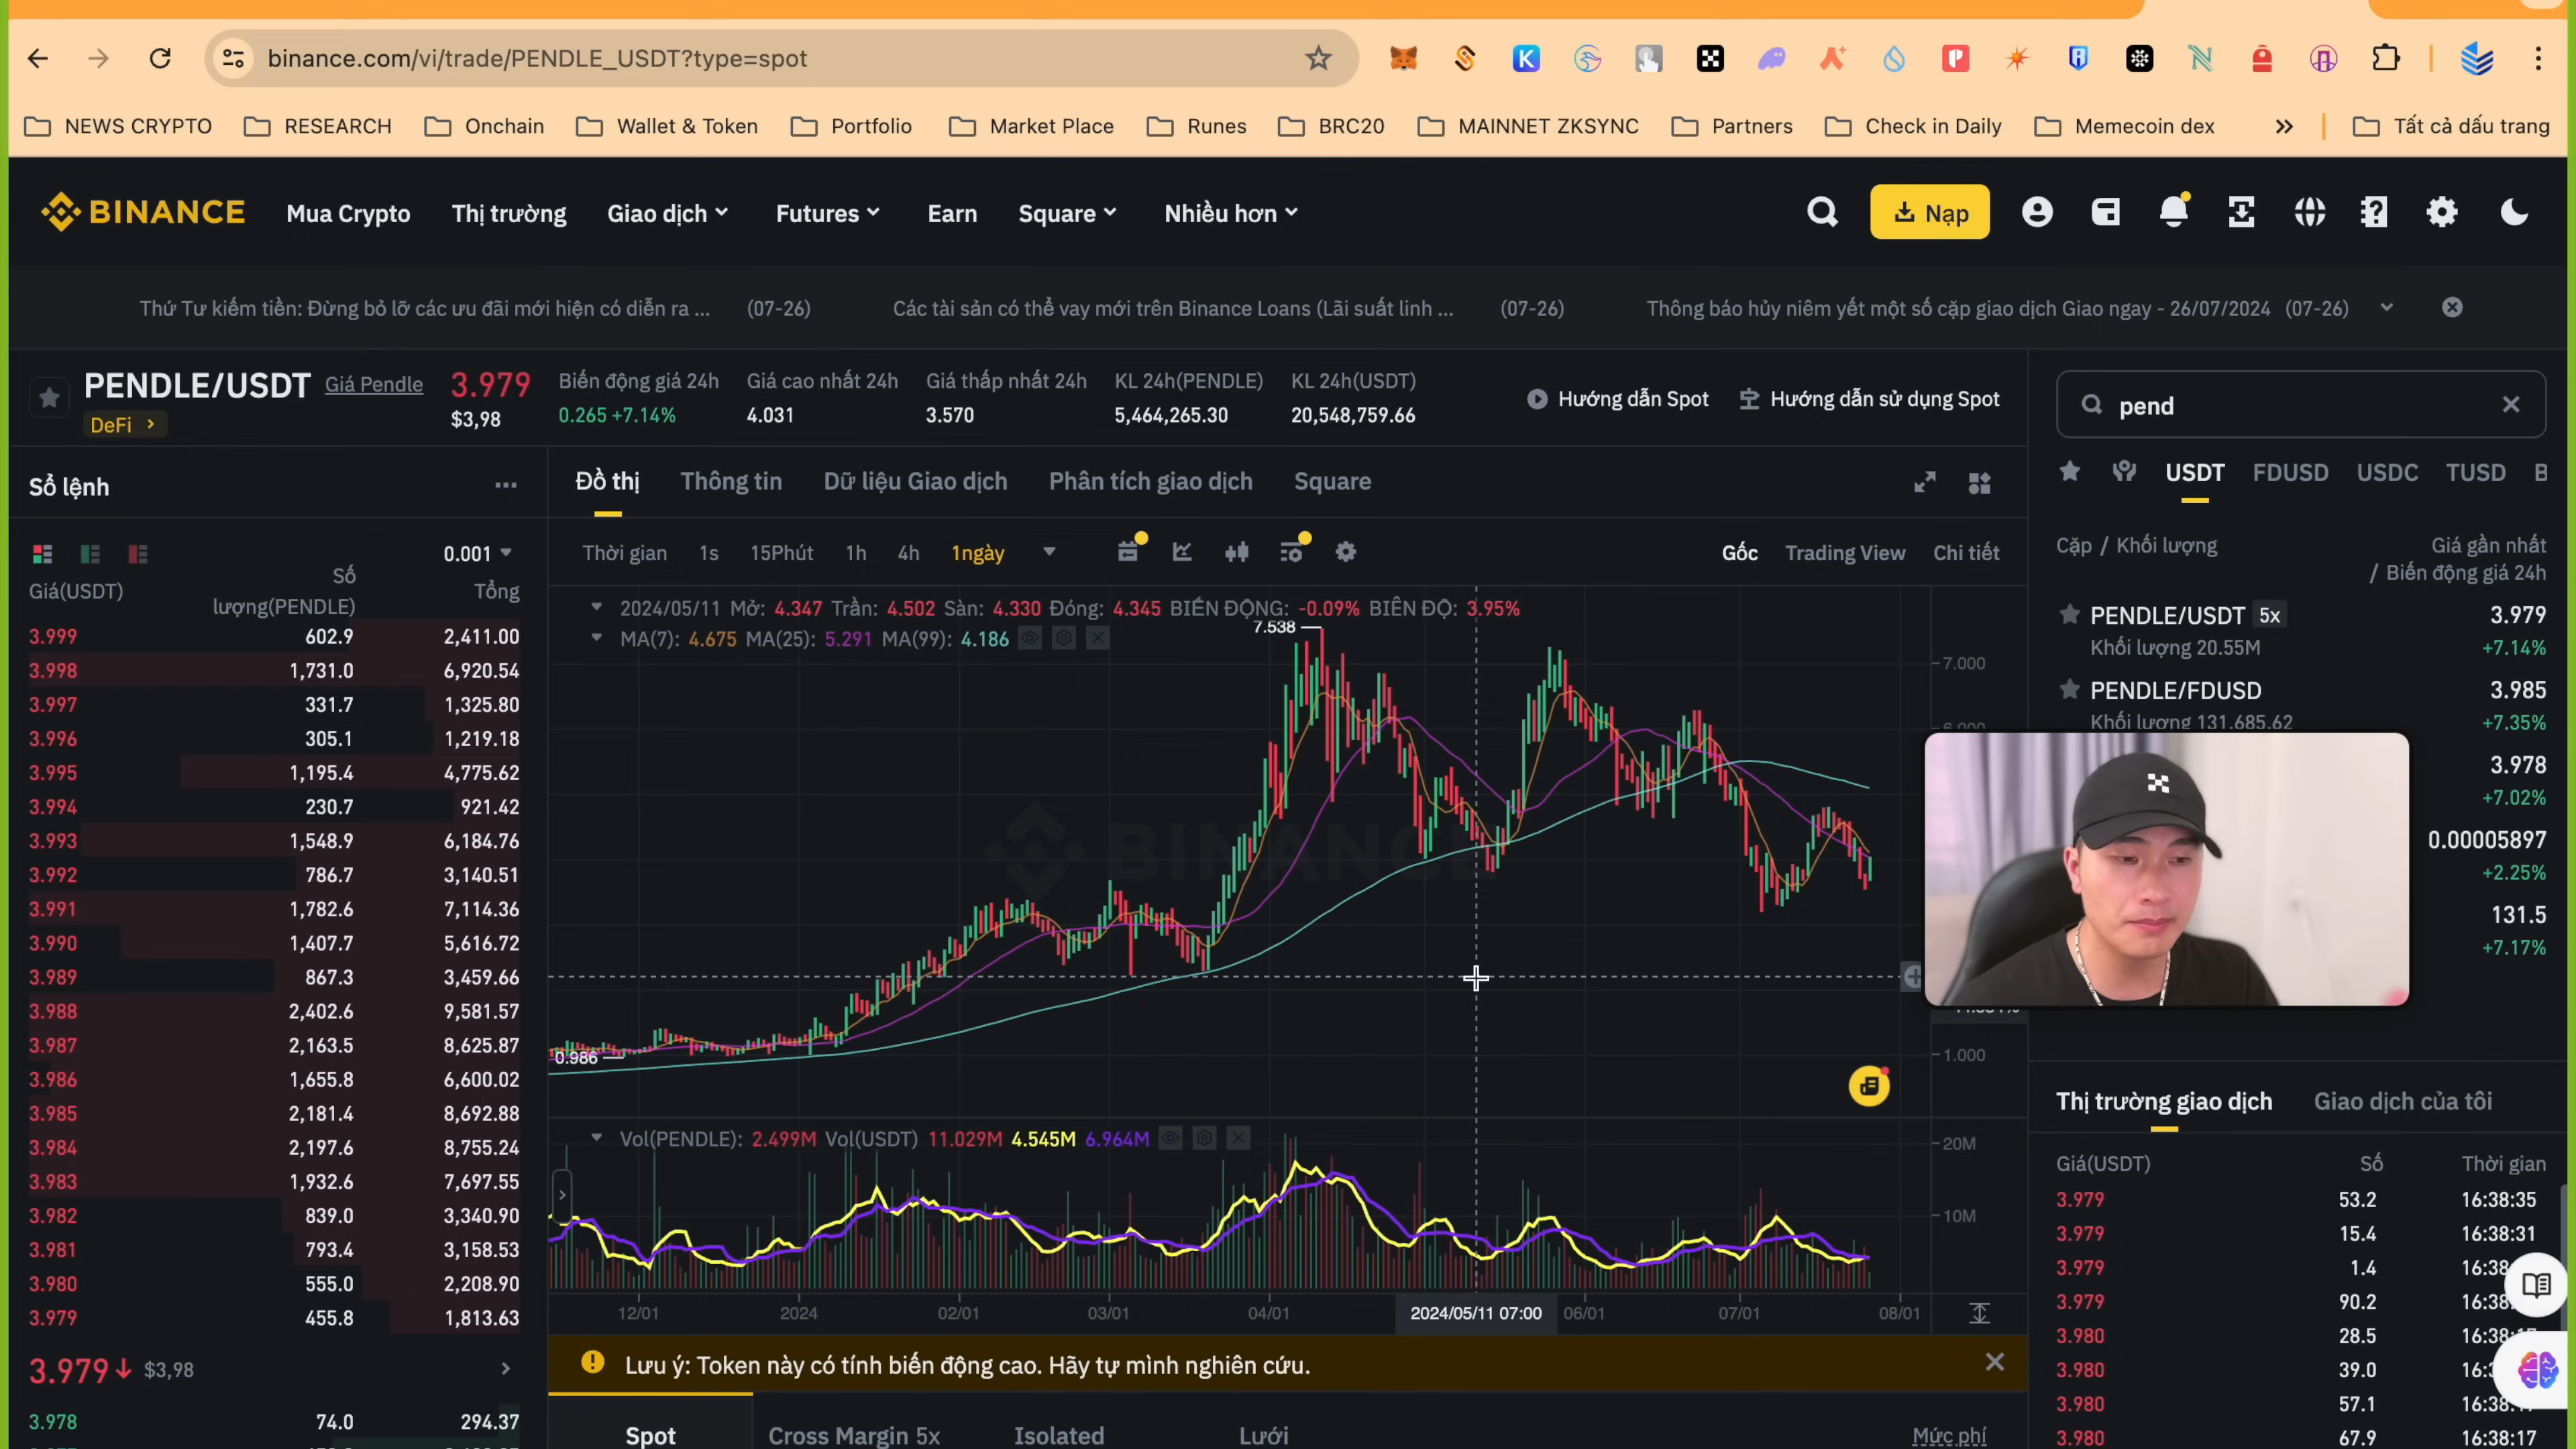 binance.com/vi/trade/PENDLE_USDT?type=spot
NEWS CRYPTO RESEARCH Onchain Wallet & Token Portfolio Market Place Runes BRC20 MAINNET ZKSYNC Partners Check in Daily Memecoin dex » Tất cả dấu trang
BINANCE Mua Crypto Thị trường Giao dịch Futures Earn Square Nhiều hơn Nạp
Thứ Tư kiếm tiền: Đừng bỏ lỡ các ưu đãi mới hiện có diễn ra ... (07-26) Các tài sản có thể vay mới trên Binance Loans (Lãi suất linh ... (07-26) Thông báo hủy niêm yết một số cặp giao dịch Giao ngay - 26/07/2024 (07-26)
PENDLE/USDT Giá Pendle 3.979 Biến động giá 24h Giá cao nhất 24h Giá thấp nhất 24h KL 24h(PENDLE) KL 24h(USDT)
DeFi $3,98 0.265 +7.14% 4.031 3.570 5,464,265.30 20,548,759.66
Hướng dẫn Spot Hướng dẫn sử dụng Spot
Sổ lệnh
0.001
Giá(USDT) Số lượng(PENDLE) Tổng
3.999 602.9 2,411.00
3.998 1,731.0 6,920.54
3.997 331.7 1,325.80
3.996 305.1 1,219.18
3.995 1,195.4 4,775.62
3.994 230.7 921.42
3.993 1,548.9 6,184.76
3.992 786.7 3,140.51
3.991 1,782.6 7,114.36
3.990 1,407.7 5,616.72
3.989 867.3 3,459.66
3.988 2,402.6 9,581.57
3.987 2,163.5 8,625.87
3.986 1,655.8 6,600.02
3.985 2,181.4 8,692.88
3.984 2,197.6 8,755.24
3.983 1,932.6 7,697.55
3.982 839.0 3,340.90
3.981 793.4 3,158.53
3.980 555.0 2,208.90
3.979 455.8 1,813.63
3.979 $3,98
3.978 74.0 294.37
Đồ thị Thông tin Dữ liệu Giao dịch Phân tích giao dịch Square
Thời gian 1s 15Phút 1h 4h 1ngày Gốc Trading View Chi tiết
2024/05/11 Mở: 4.347 Trần: 4.502 Sàn: 4.330 Đóng: 4.345 BIẾN ĐỘNG: -0.09% BIÊN ĐỘ: 3.95%
MA(7): 4.675 MA(25): 5.291 MA(99): 4.186
7.538
7.000
6.000
BINANCE
0.986
1.000
Vol(PENDLE): 2.499M Vol(USDT) 11.029M 4.545M 6.964M
20M
10M
12/01 2024 02/01 03/01 04/01 2024/05/11 07:00 06/01 07/01 08/01
Lưu ý: Token này có tính biến động cao. Hãy tự mình nghiên cứu.
Spot Cross Margin 5x Isolated Lưới Mức phí
pend
USDT FDUSD USDC TUSD B
Cặp / Khối lượng Giá gần nhất
/ Biến động giá 24h
PENDLE/USDT 5x 3.979
Khối lượng 20.55M +7.14%
PENDLE/FDUSD 3.985
Khối lượng 131,685.62 +7.35%
3.978
+7.02%
0.00005897
+2.25%
131.5
+7.17%
Thị trường giao dịch Giao dịch của tôi
Giá(USDT) Số Thời gian
3.979 53.2 16:38:35
3.979 15.4 16:38:31
3.979 1.4 16:38
3.979 90.2 16:38
3.980 28.5
3.980 39.0
3.980 57.1
3.980 67.9 16:38:17